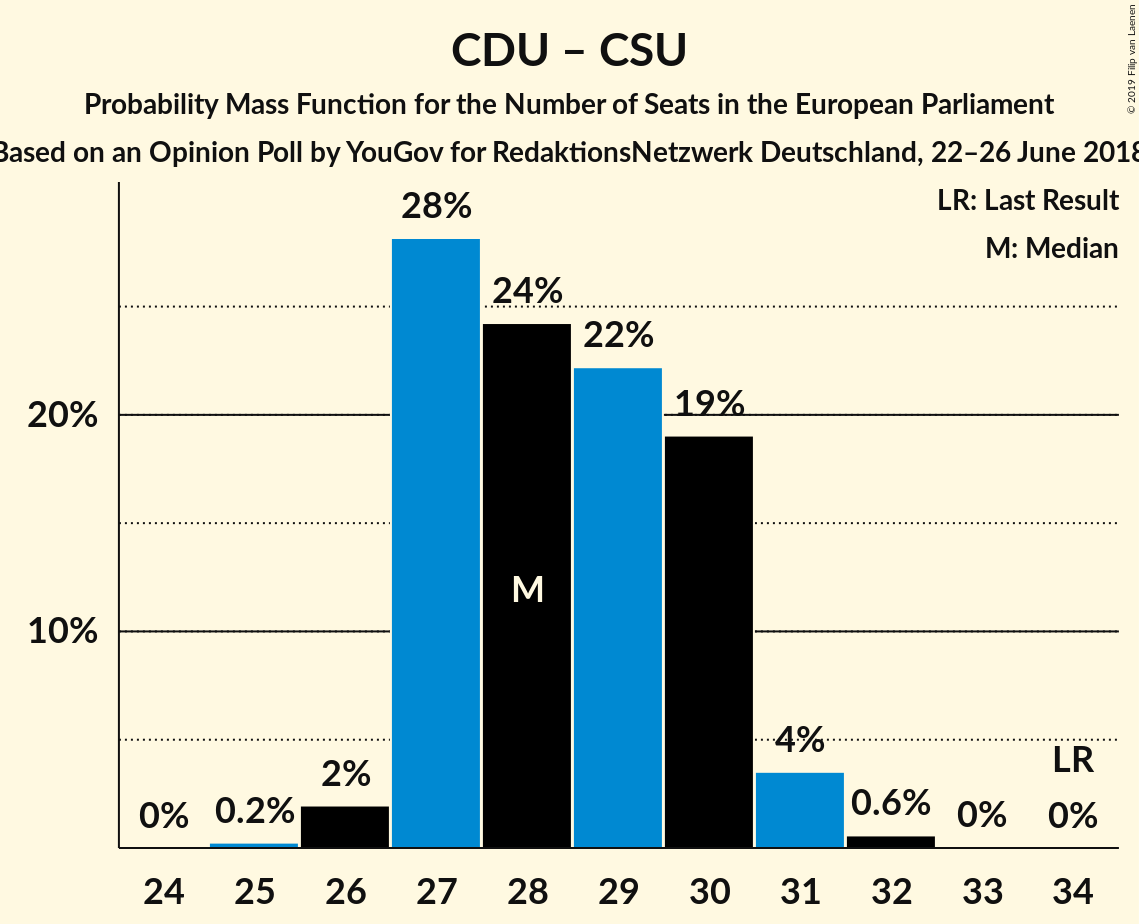 © 2019 Filip van Laenen
CDU – CSU
Probability Mass Function for the Number of Seats in the European Parliament
Based on an Opinion Poll by YouGov for RedaktionsNetzwerk Deutschland, 22–26 June 2018
LR: Last Result
M: Median
28%
24%
22%
20%
19%
M
10%
4%
LR
2%
0.6%
0.2%
0%
0%
0%
24 25 26 27 28 29 30 31 32 33 34